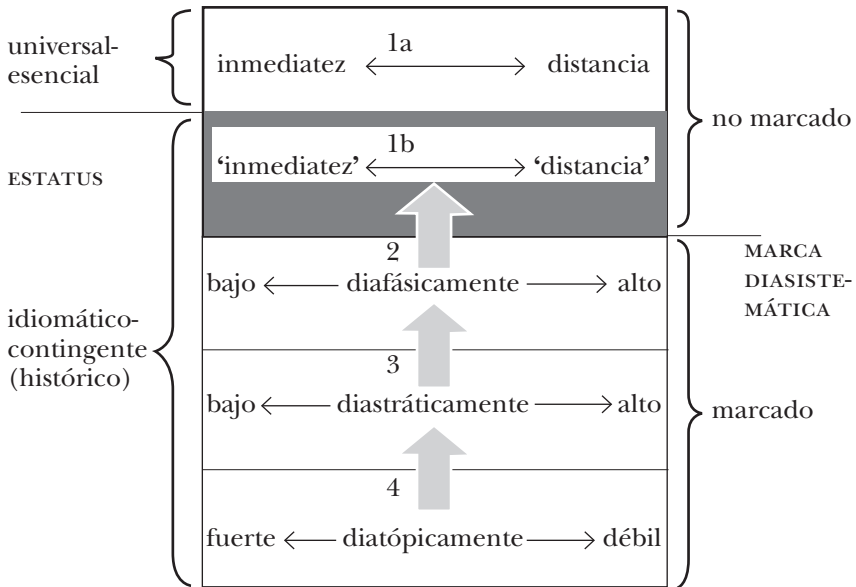 universal-
esencial
1a
inmediatez distancia
no marcado
ESTATUS
1b
‘inmediatez’ ‘distancia’
MARCA
DIASISTE-
MÁTICA
idiomático-
contingente
(histórico)
2
bajo diafásicamente alto
3
bajo diastráticamente alto
marcado
4
fuerte diatópicamente débil